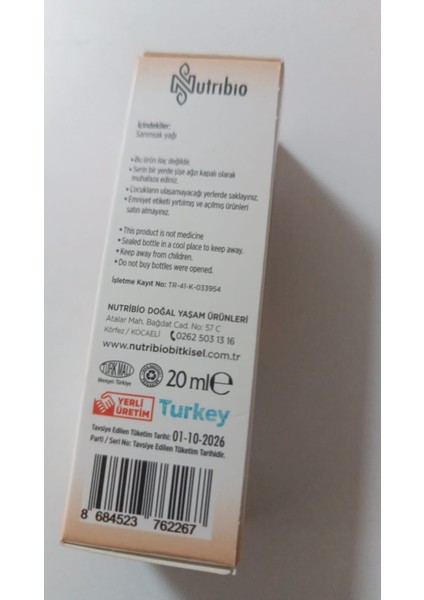 Nutribio
İçindekiler:
Sarımsak yağı
• Bu ürün ilaç değildir.
• Serin bir yerde şişe ağzı kapalı olarak
muhafaza ediniz.
• Çocukların ulaşamayacağı yerlerde saklayınız.
• Emniyet etiketi yırtılmış ve açılmış ürünleri
satın almayınız.
• This product is not medicine
• Sealed bottle in a cool place to keep away.
• Keep away from children.
• Do not buy bottles were opened.
İşletme Kayıt No: TR-41-K-033954
NUTRİBİO DOĞAL YAŞAM ÜRÜNLERİ
Atalar Mah. Bağdat Cad. No: 57 C
Körfez / KOCAELİ 0262 503 13 16
www.nutribiobitkisel.com.tr
TÜRK MALI
Menşei: Türkiye
20 ml℮
YERLİ
ÜRETİM
Turkey
Tavsiye Edilen Tüketim Tarihi: 01-10-2026
Parti / Seri No: Tavsiye Edilen Tüketim Tarihidir.
8 684523 762267